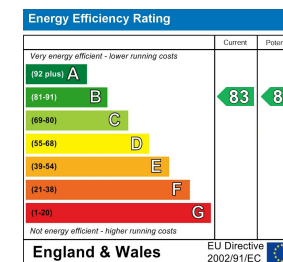 Energy Efficiency Rating
Current
Very energy efficient - lower running costs
(92 plus) A
(81-91) B 83
(69-80) C
(55-68) D
(39-54) E
(21-38) F
(1-20) G
Not energy efficient - higher running costs
England & Wales
EU Directive
2002/91/EC